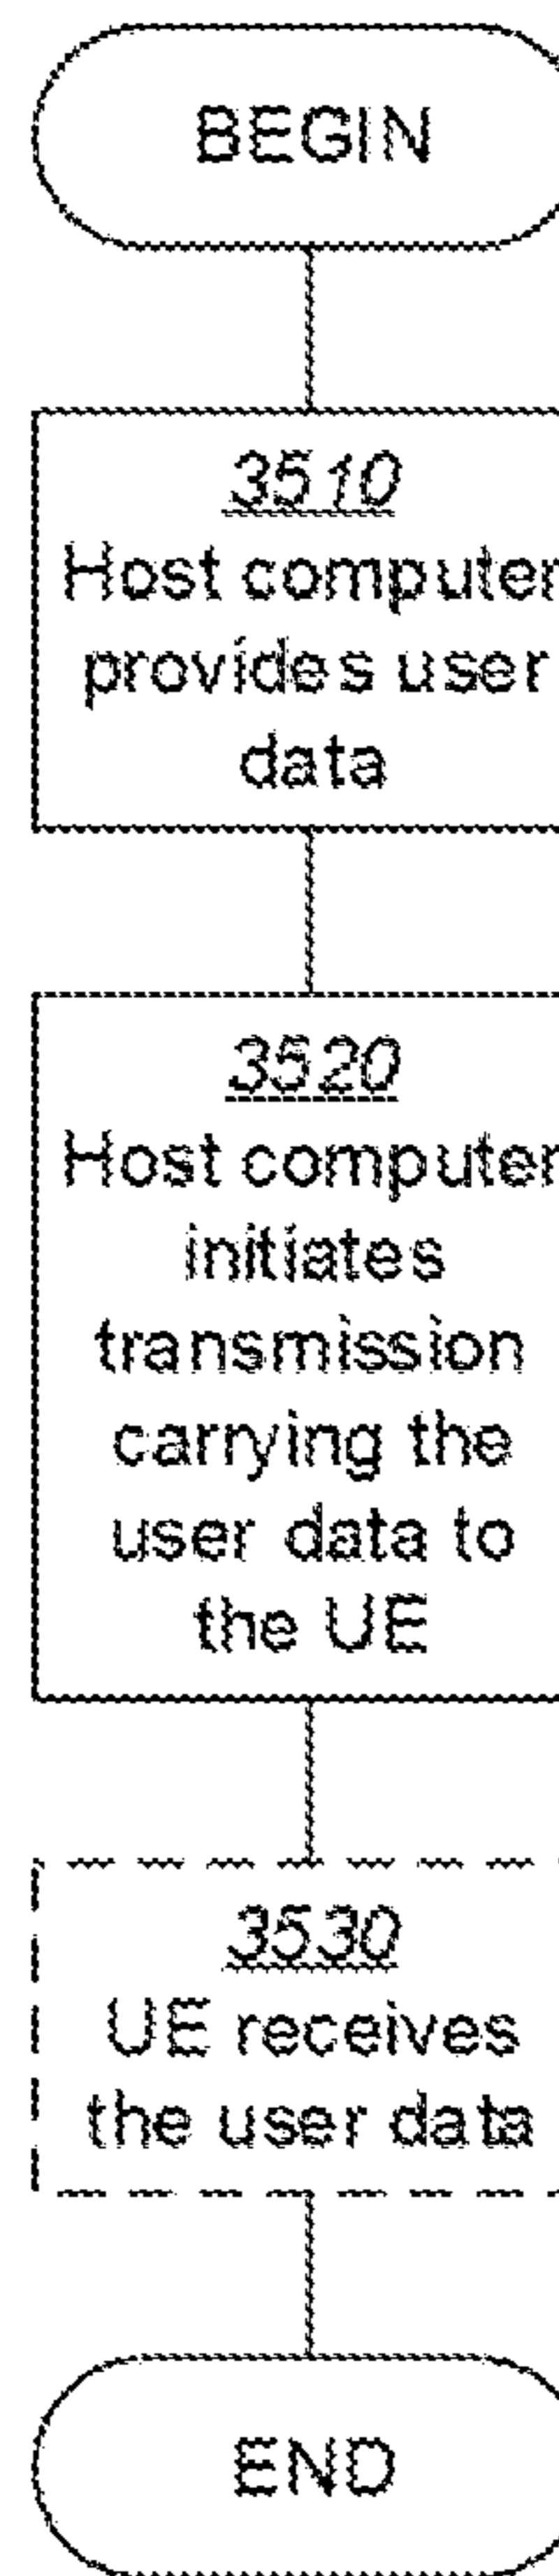 BEGIN
3510
Host computer
provides user
data
3520
Host computer
initiates
transmission
carrying the
user data to
the UE
3530
UE receives
the user data
END